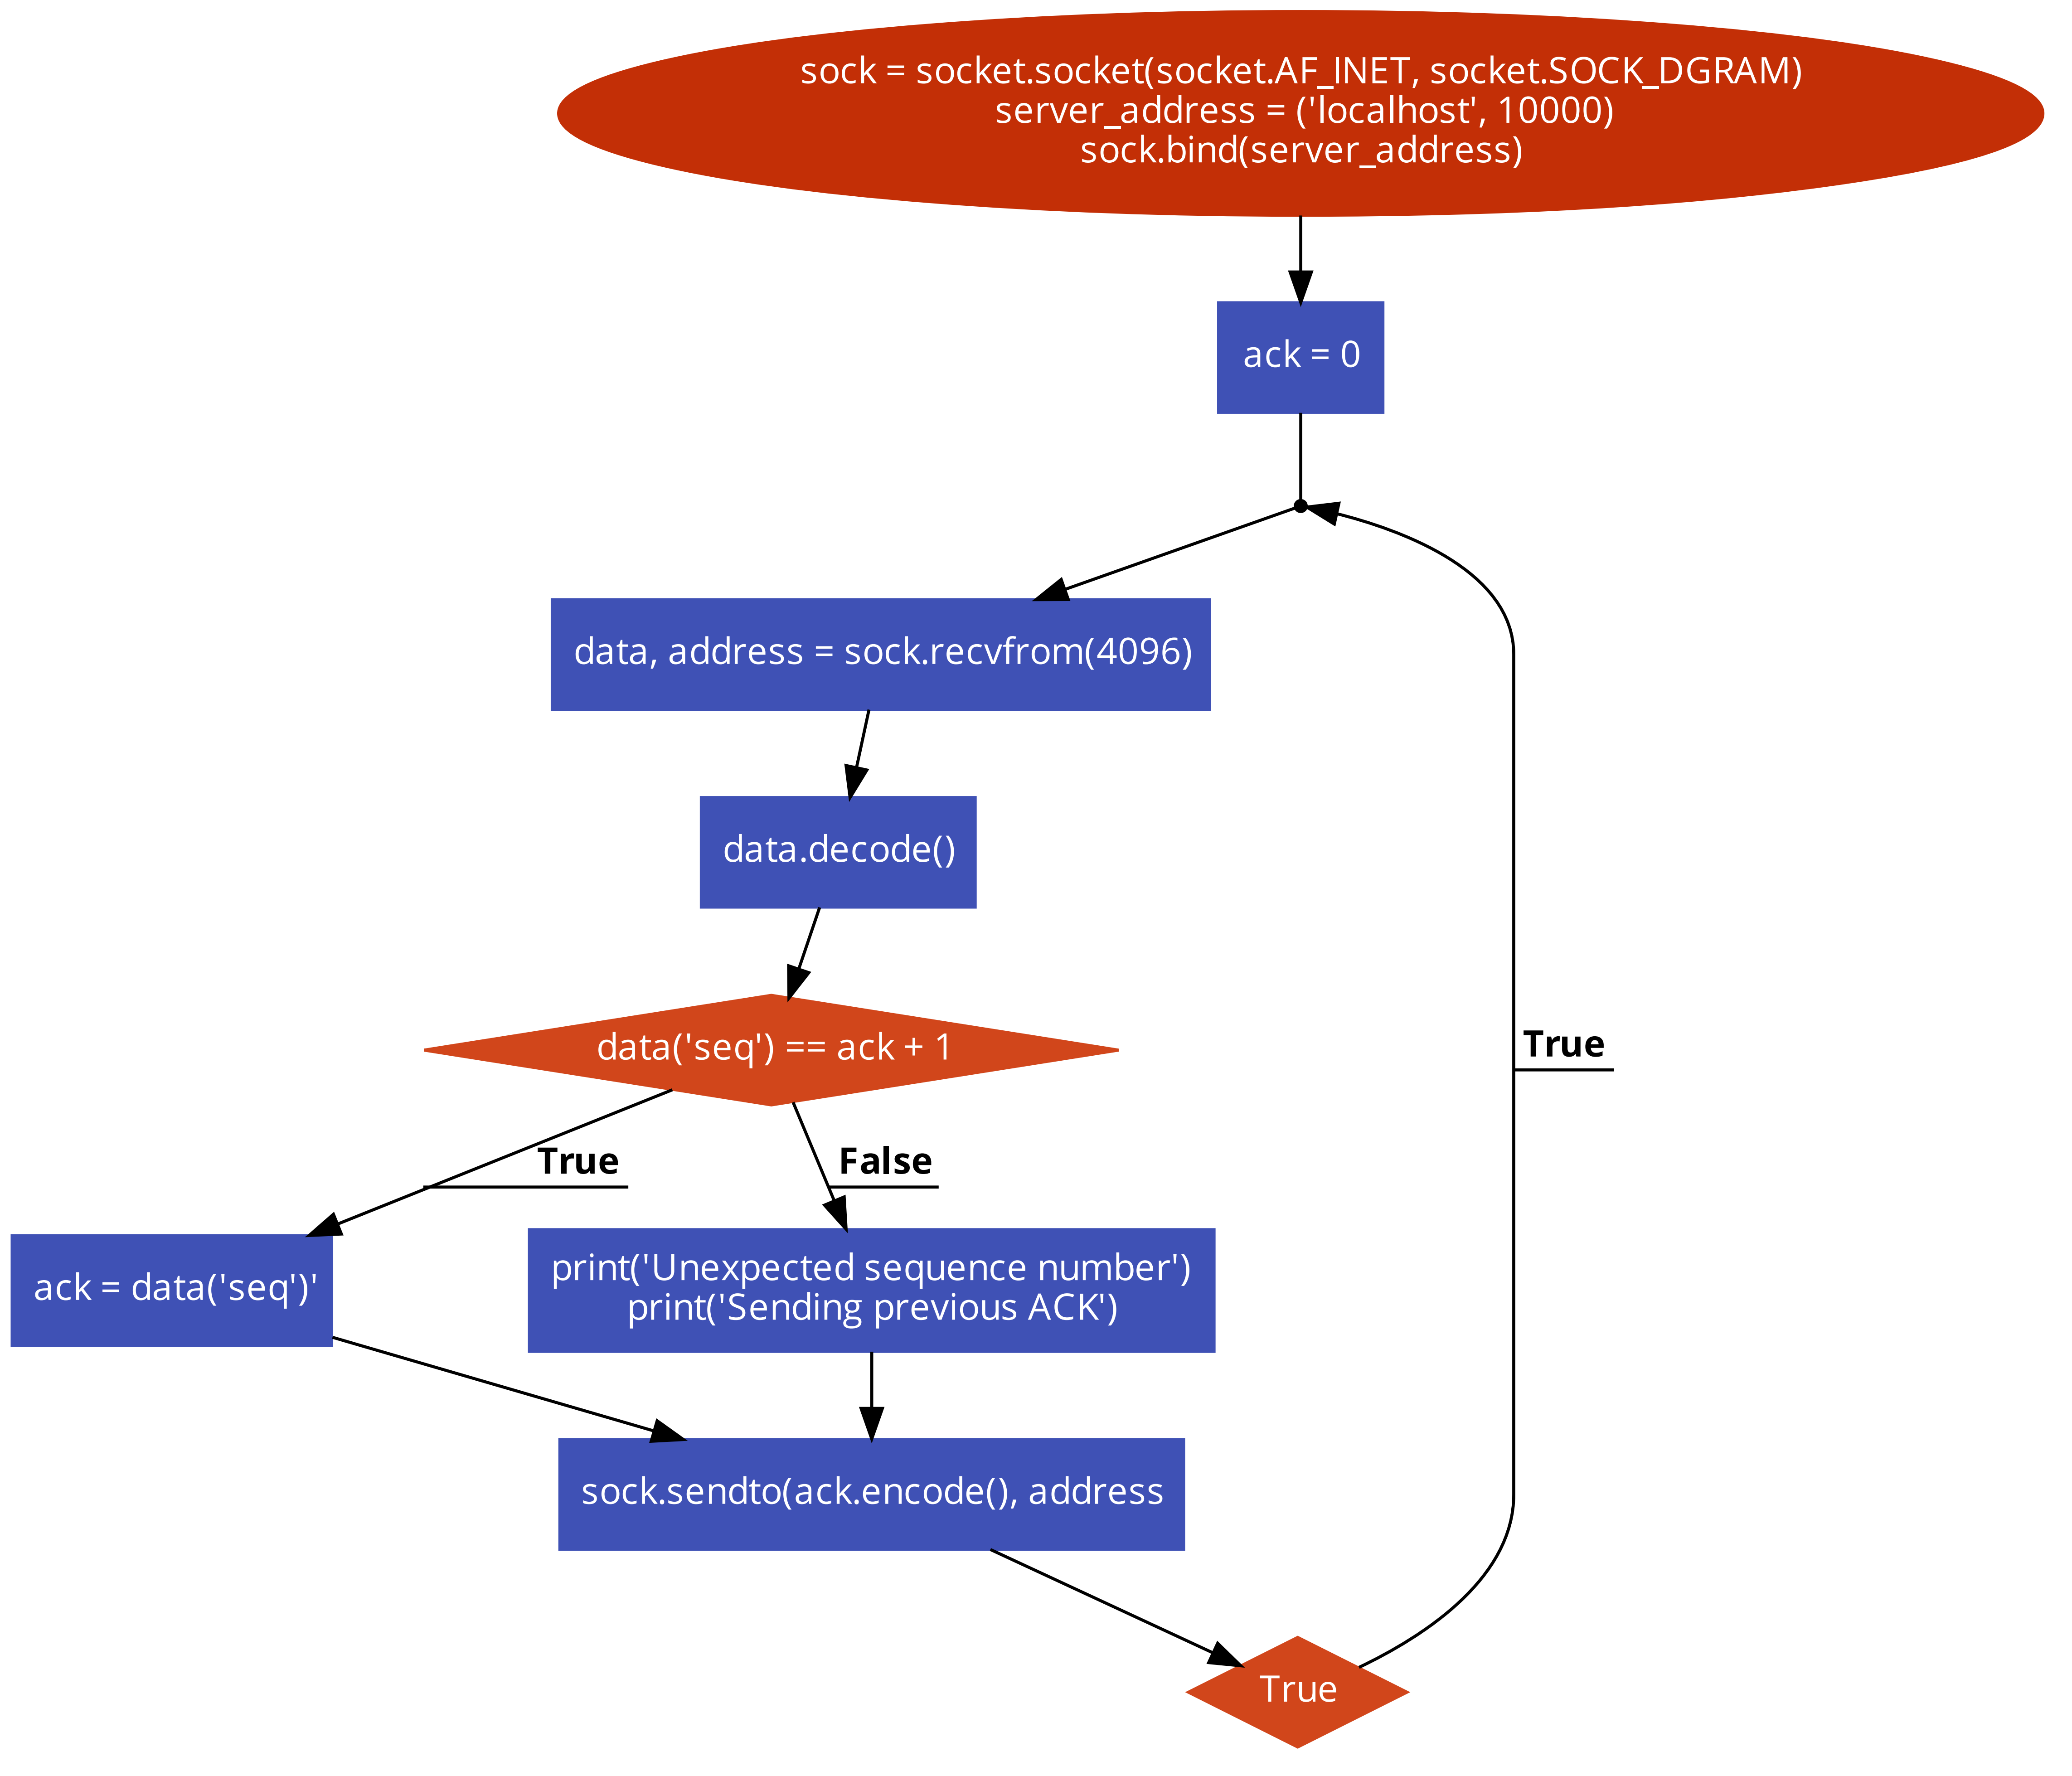 sock = socket.socket(socket.AF_INET, socket.SOCK_DGRAM)
server_address = ('localhost', 10000)
sock.bind(server_address)
ack = 0
data, address = sock.recvfrom(4096)
data.decode()
data('seq') == ack + 1
True
True
False
ack = data('seq')'
print('Unexpected sequence number')
print('Sending previous ACK')
sock.sendto(ack.encode(), address
True